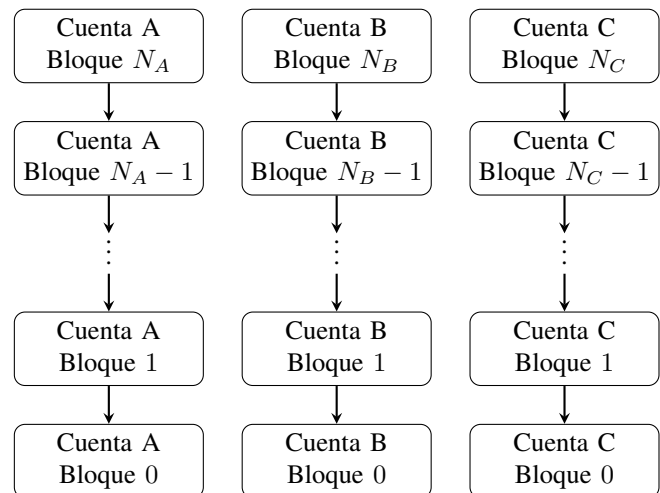 Cuenta A
Bloque N_A
Cuenta B
Bloque N_B
Cuenta C
Bloque N_C
Cuenta A
Bloque N_A − 1
Cuenta B
Bloque N_B − 1
Cuenta C
Bloque N_C − 1
Cuenta A
Bloque 1
Cuenta B
Bloque 1
Cuenta C
Bloque 1
Cuenta A
Bloque 0
Cuenta B
Bloque 0
Cuenta C
Bloque 0